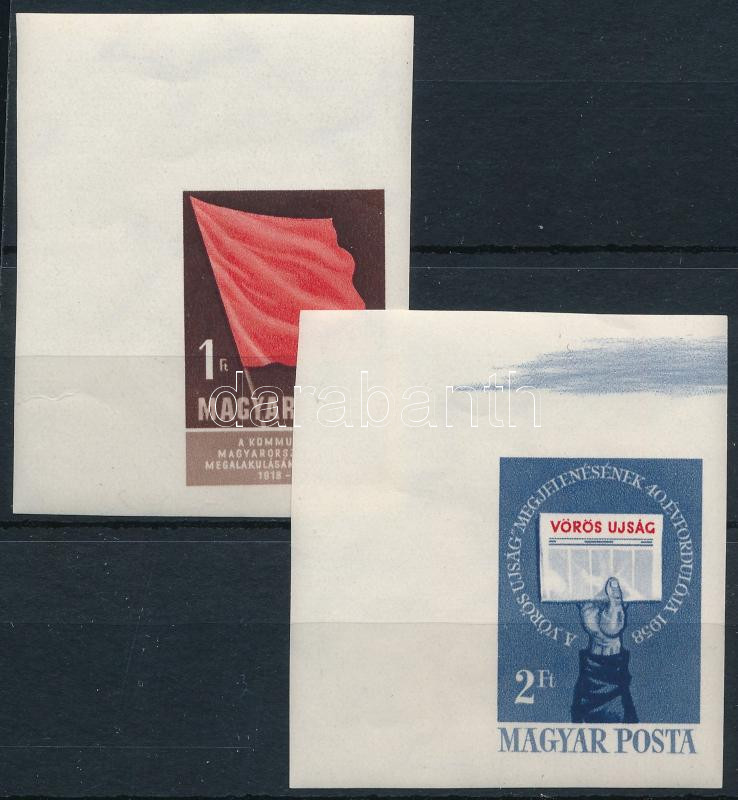 1 Ft
MAGYAR
A KOMMU
MAGYARORSZ
MEGALAKULÁSÁN
1918 -
darabanth
A VÖRÖS UJSÁG" MEGJELENÉSÉNEK 40. ÉVFORDULÓJA 1958
VÖRÖS UJSÁG
2 Ft
MAGYAR POSTA